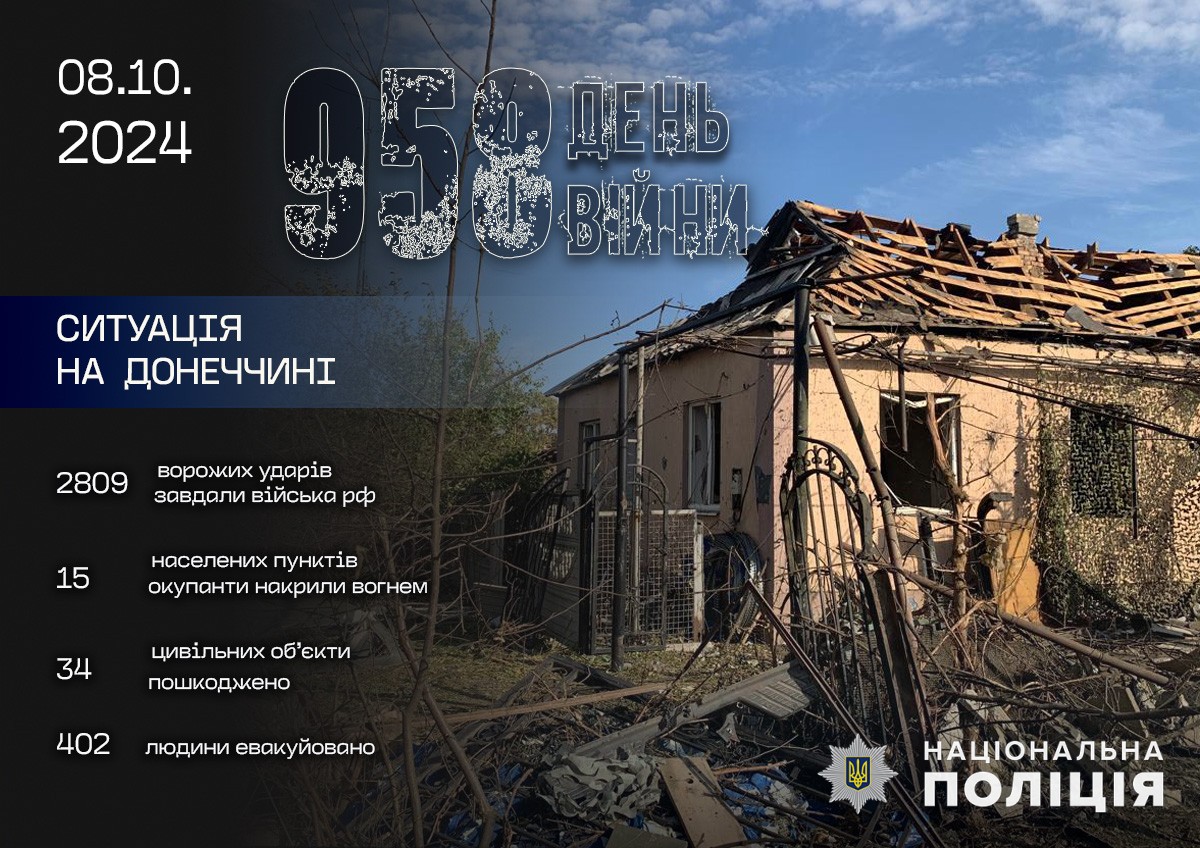 08.10.
2024
958 ДЕНЬ
ВІЙНИ
СИТУАЦІЯ
НА ДОНЕЧЧИНІ
2809 ворожих ударів
завдали війська рф
15 населених пунктів
окупанти накрили вогнем
34 цивільних об’єкти
пошкоджено
402 людини евакуйовано
НАЦІОНАЛЬНА
ПОЛІЦІЯ